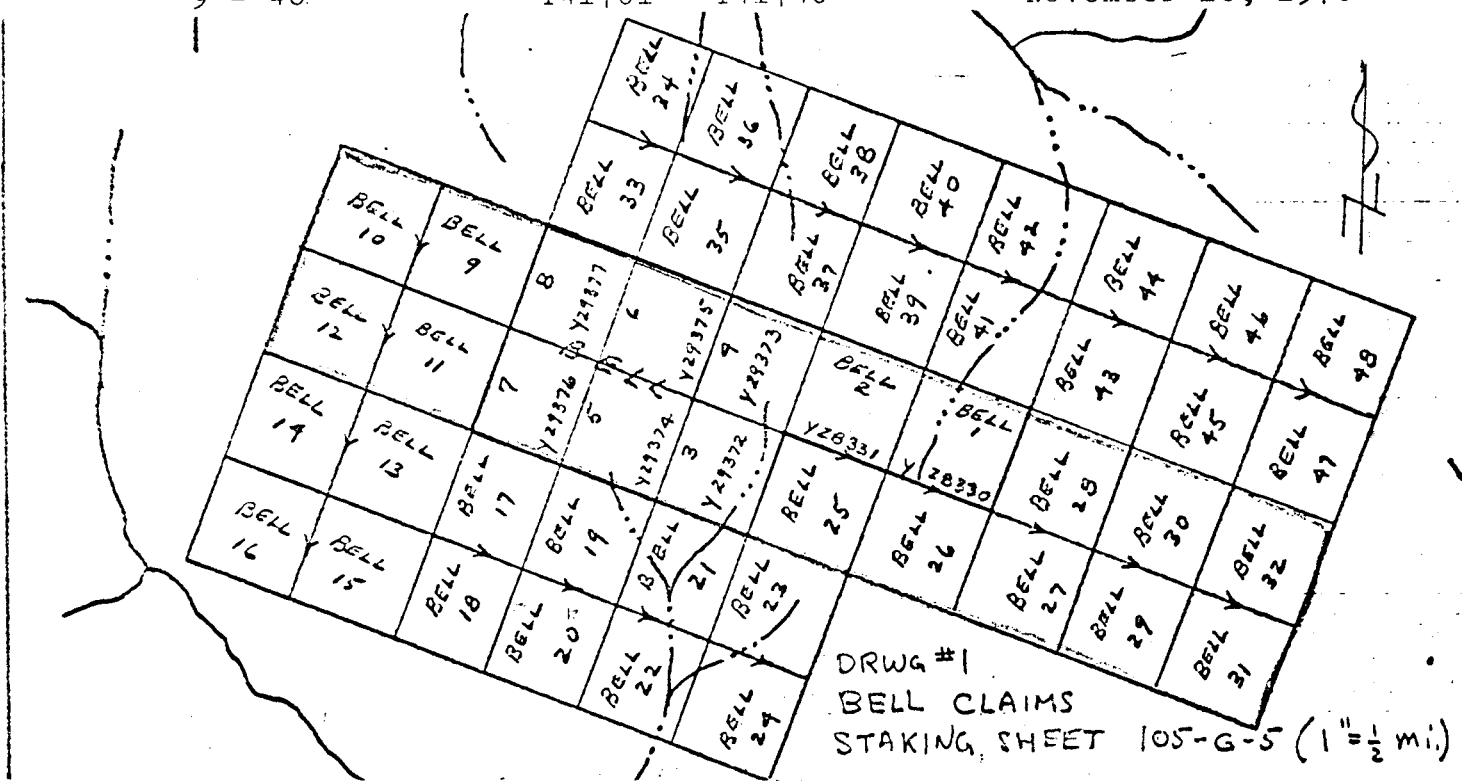 9 - 48
BELL 34
BELL 36
BELL 38
BELL 40
BELL 42
BELL 44
BELL 46
BELL 48
BELL 33
BELL 35
BELL 37
BELL 39
BELL 41
BELL 43
BELL 45
BELL 47
BELL 10
BELL 9
8 Y29377
6 Y29375
4 Y29373
BELL 2 Y28331
BELL 1 Y28330
BELL 28
BELL 30
BELL 32
BELL 12
BELL 11
7 Y29376
5 Y29374
3 Y29372
BELL 25
BELL 26
BELL 27
BELL 29
BELL 31
BELL 14
BELL 13
BELL 17
BELL 19
BELL 21
BELL 23
BELL 16
BELL 15
BELL 18
BELL 20
BELL 22
BELL 24
DRWG #1
BELL CLAIMS
STAKING SHEET 105-G-5 (1"=½ mi.)